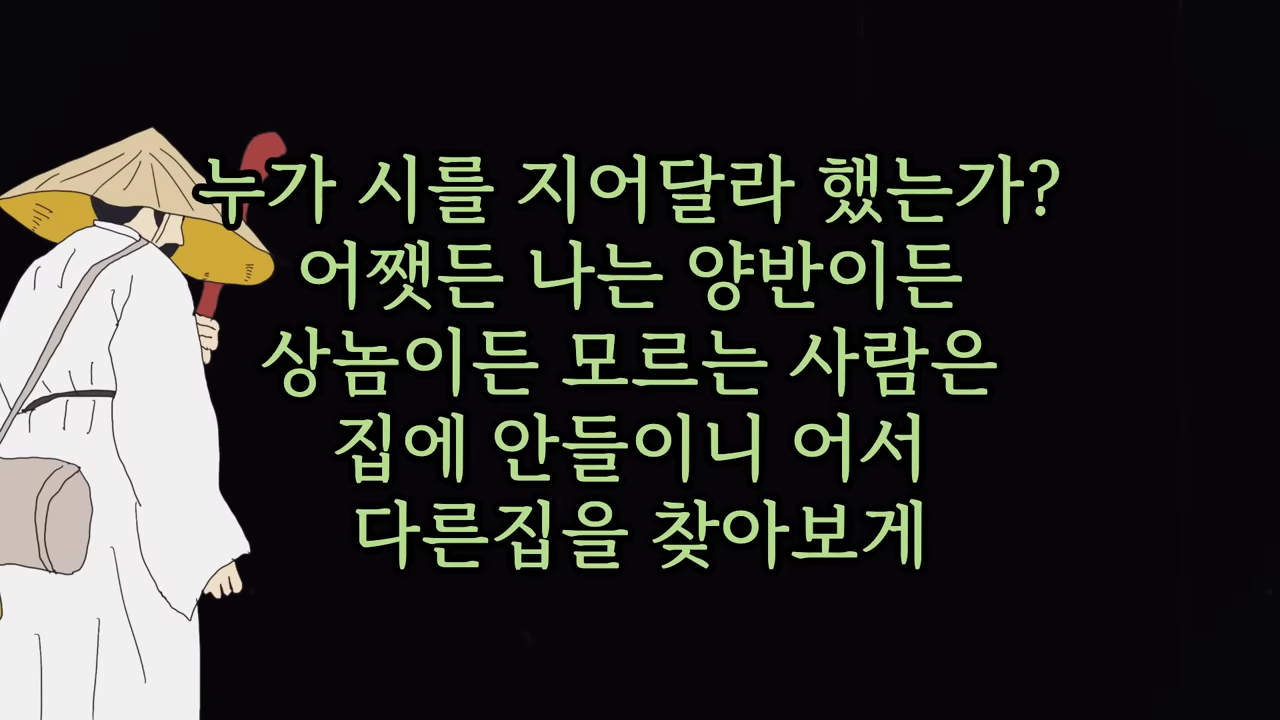 누가 시를 지어달라 했는가?
어쨋든 나는 양반이든
상놈이든 모르는 사람은
집에 안들이니 어서
다른집을 찾아보게